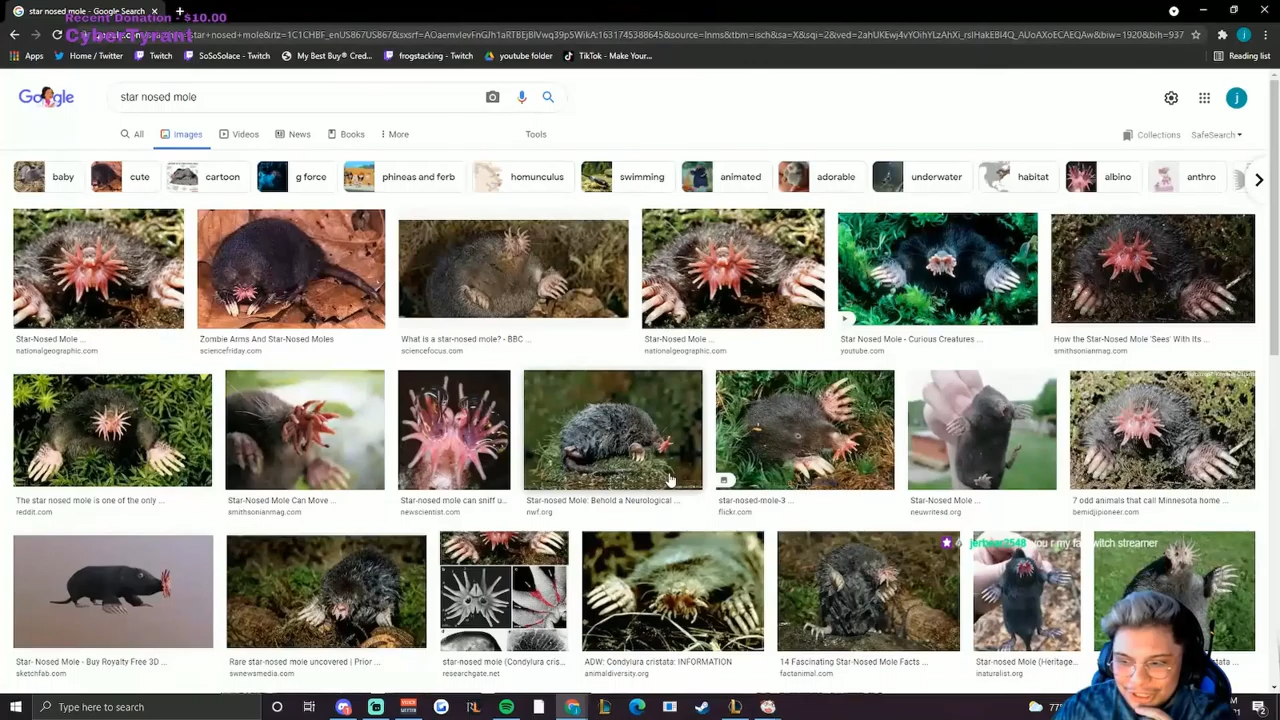 star nosed mole - Google Search
Recent Donation - $10.00
CyberTyrant
Apps
Home / Twitter
Twitch
SoSoSolace - Twitch
My Best Buy® Cred...
frogstacking - Twitch
youtube folder
TikTok - Make Your...
Reading list
Google
star nosed mole
j
All
Images
Videos
News
Books
More
Tools
Collections
SafeSearch
baby
cute
cartoon
g force
phineas and ferb
homunculus
swimming
animated
adorable
underwater
habitat
albino
anthro
Star-Nosed Mole ...
nationalgeographic.com
Zombie Arms And Star-Nosed Moles
sciencefriday.com
What is a star-nosed mole? - BBC ...
sciencefocus.com
Star-Nosed Mole ...
nationalgeographic.com
Star Nosed Mole - Curious Creatures ...
youtube.com
How the Star-Nosed Mole 'Sees' With Its ...
smithsonianmag.com
The star nosed mole is one of the only ...
reddit.com
Star-Nosed Mole Can Move ...
smithsonianmag.com
Star-nosed mole can sniff u...
newscientist.com
Star-nosed Mole: Behold a Neurological ...
nwf.org
star-nosed-mole-3 ...
flickr.com
Star-Nosed Mole ...
neuwritesd.org
7 odd animals that call Minnesota home ...
bemidjipioneer.com
jerbear2548 you r my fa twitch streamer
Star- Nosed Mole - Buy Royalty Free 3D ...
sketchfab.com
Rare star-nosed mole uncovered | Prior ...
swnewsmedia.com
star-nosed mole (Condylura cris...
researchgate.net
ADW: Condylura cristata: INFORMATION
animaldiversity.org
14 Fascinating Star-Nosed Mole Facts ...
factanimal.com
Star-nosed Mole (Heritage...
inaturalist.org
Type here to search